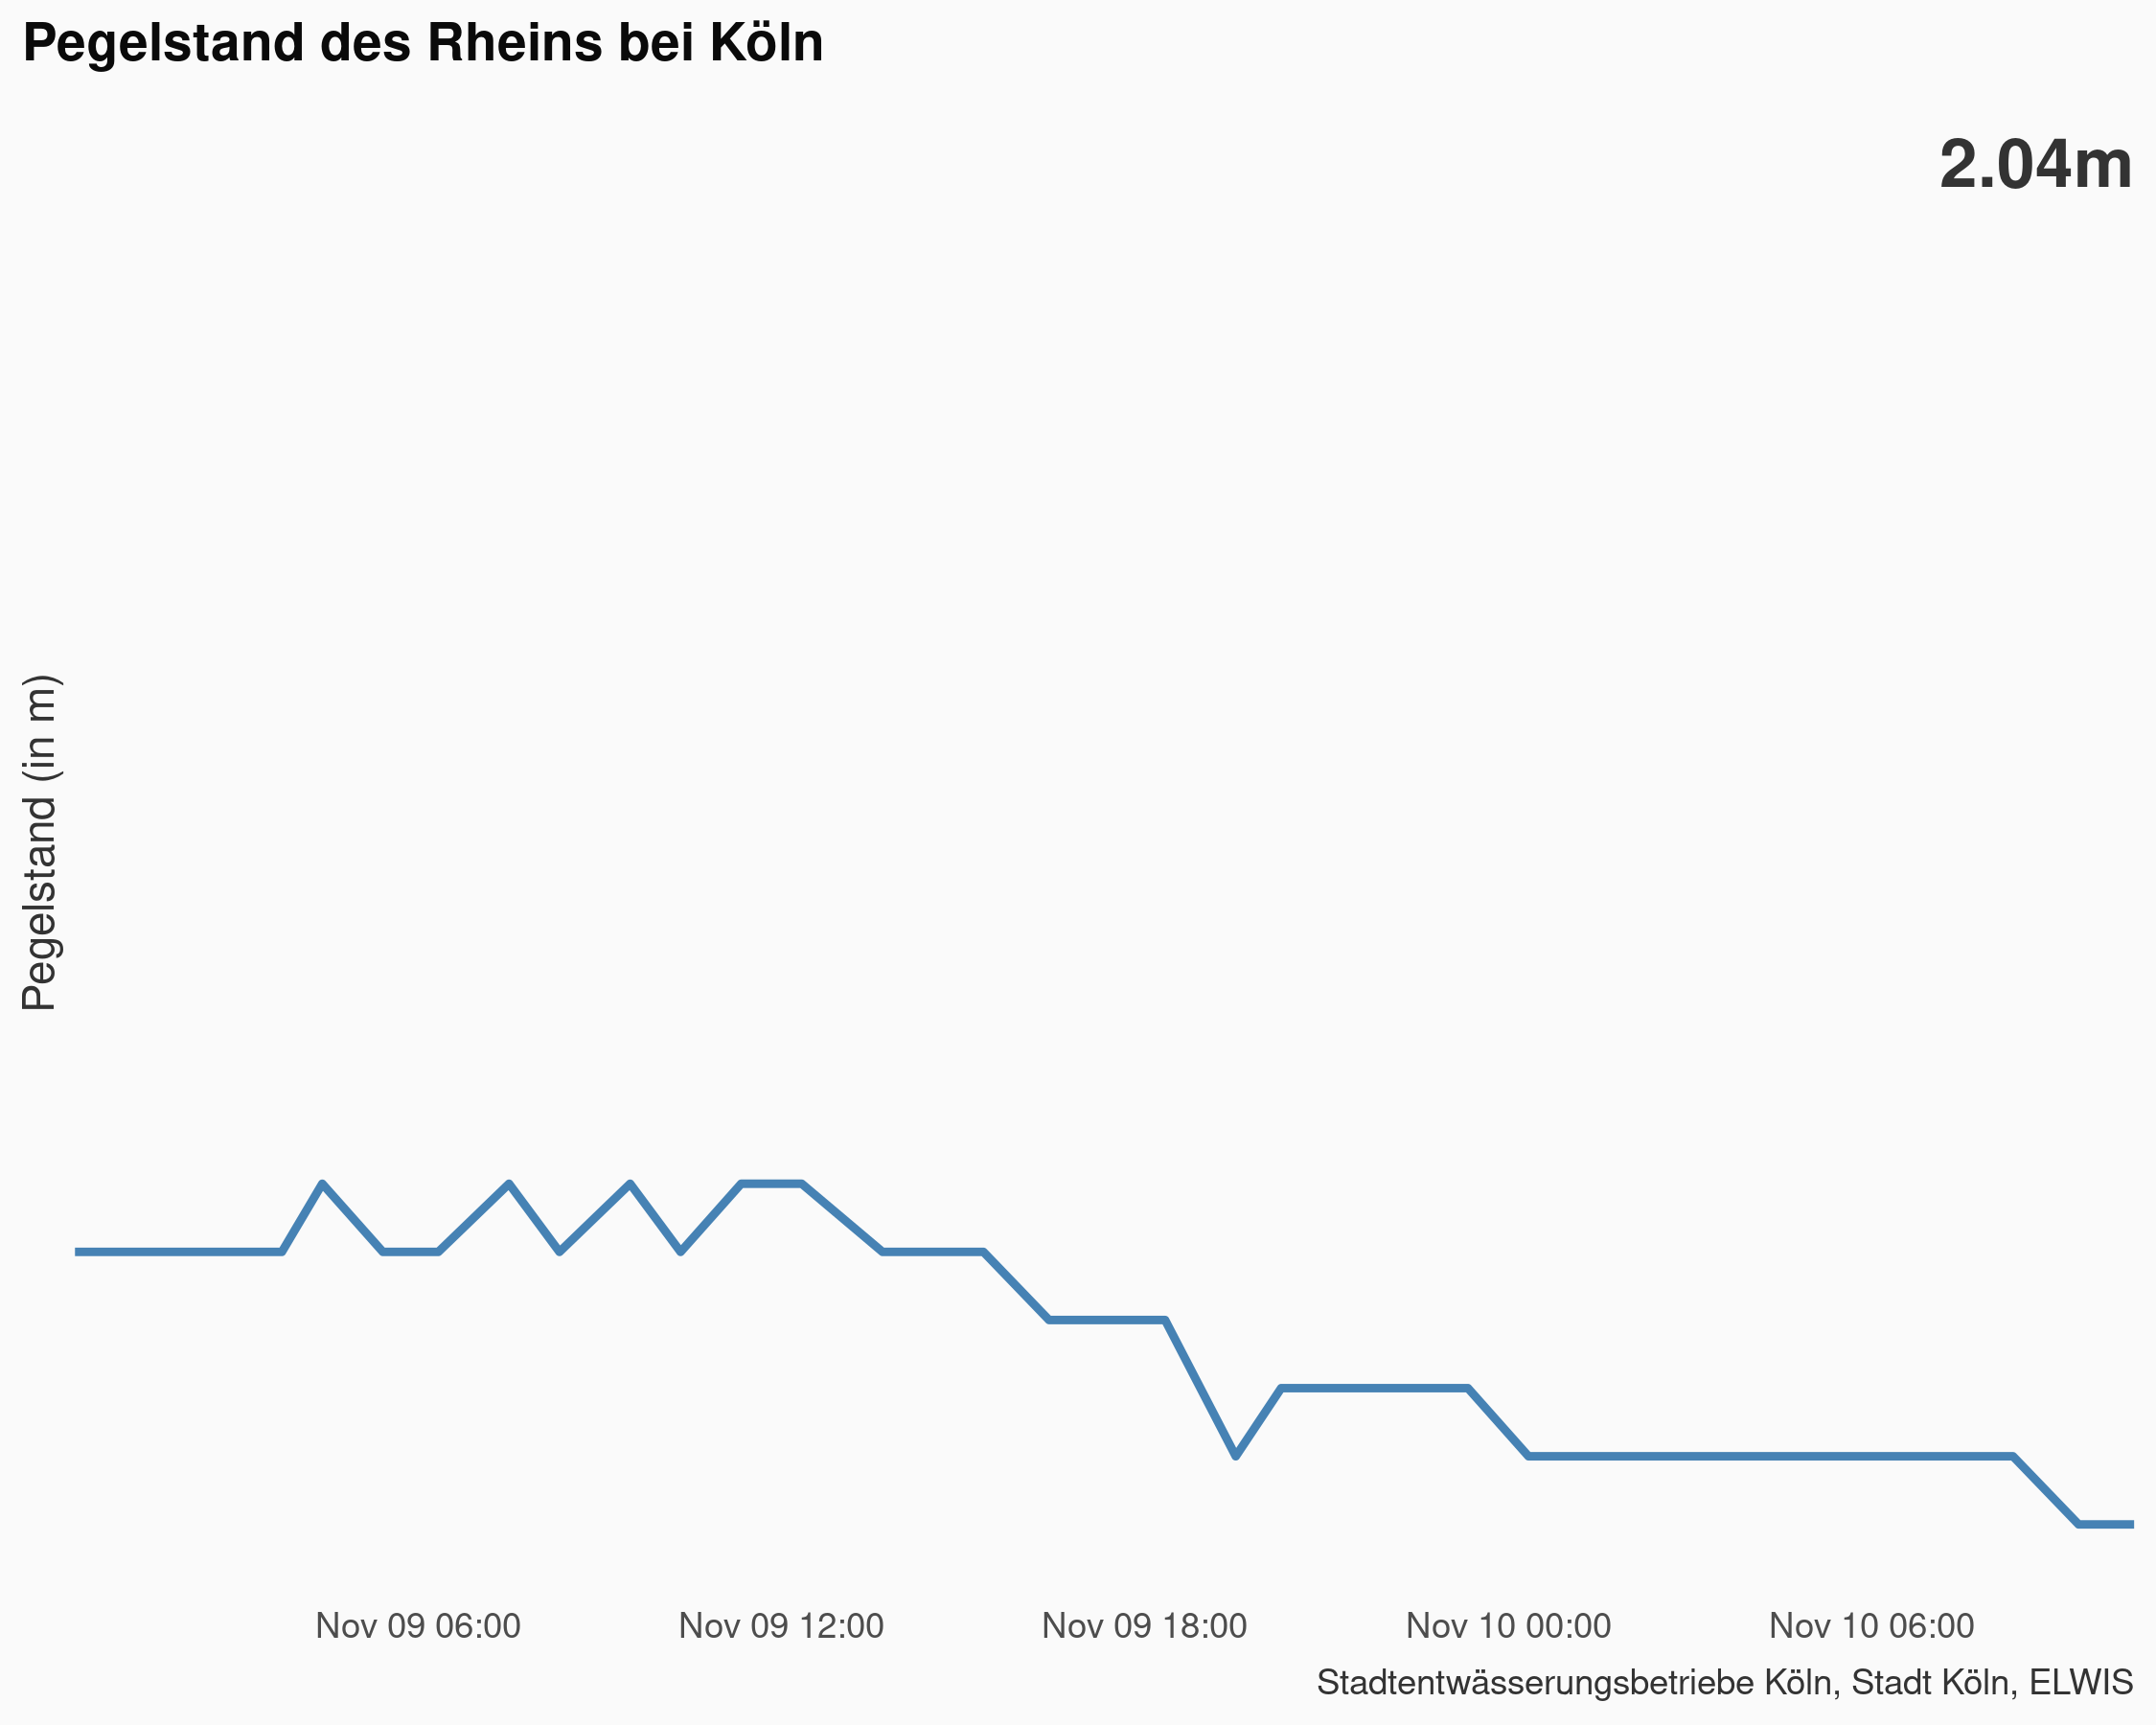 Pegelstand des Rheins bei Köln
2.04m
Pegelstand (in m)
Nov 09 06:00 Nov 09 12:00 Nov 09 18:00 Nov 10 00:00 Nov 10 06:00
Stadtentwässerungsbetriebe Köln, Stadt Köln, ELWIS